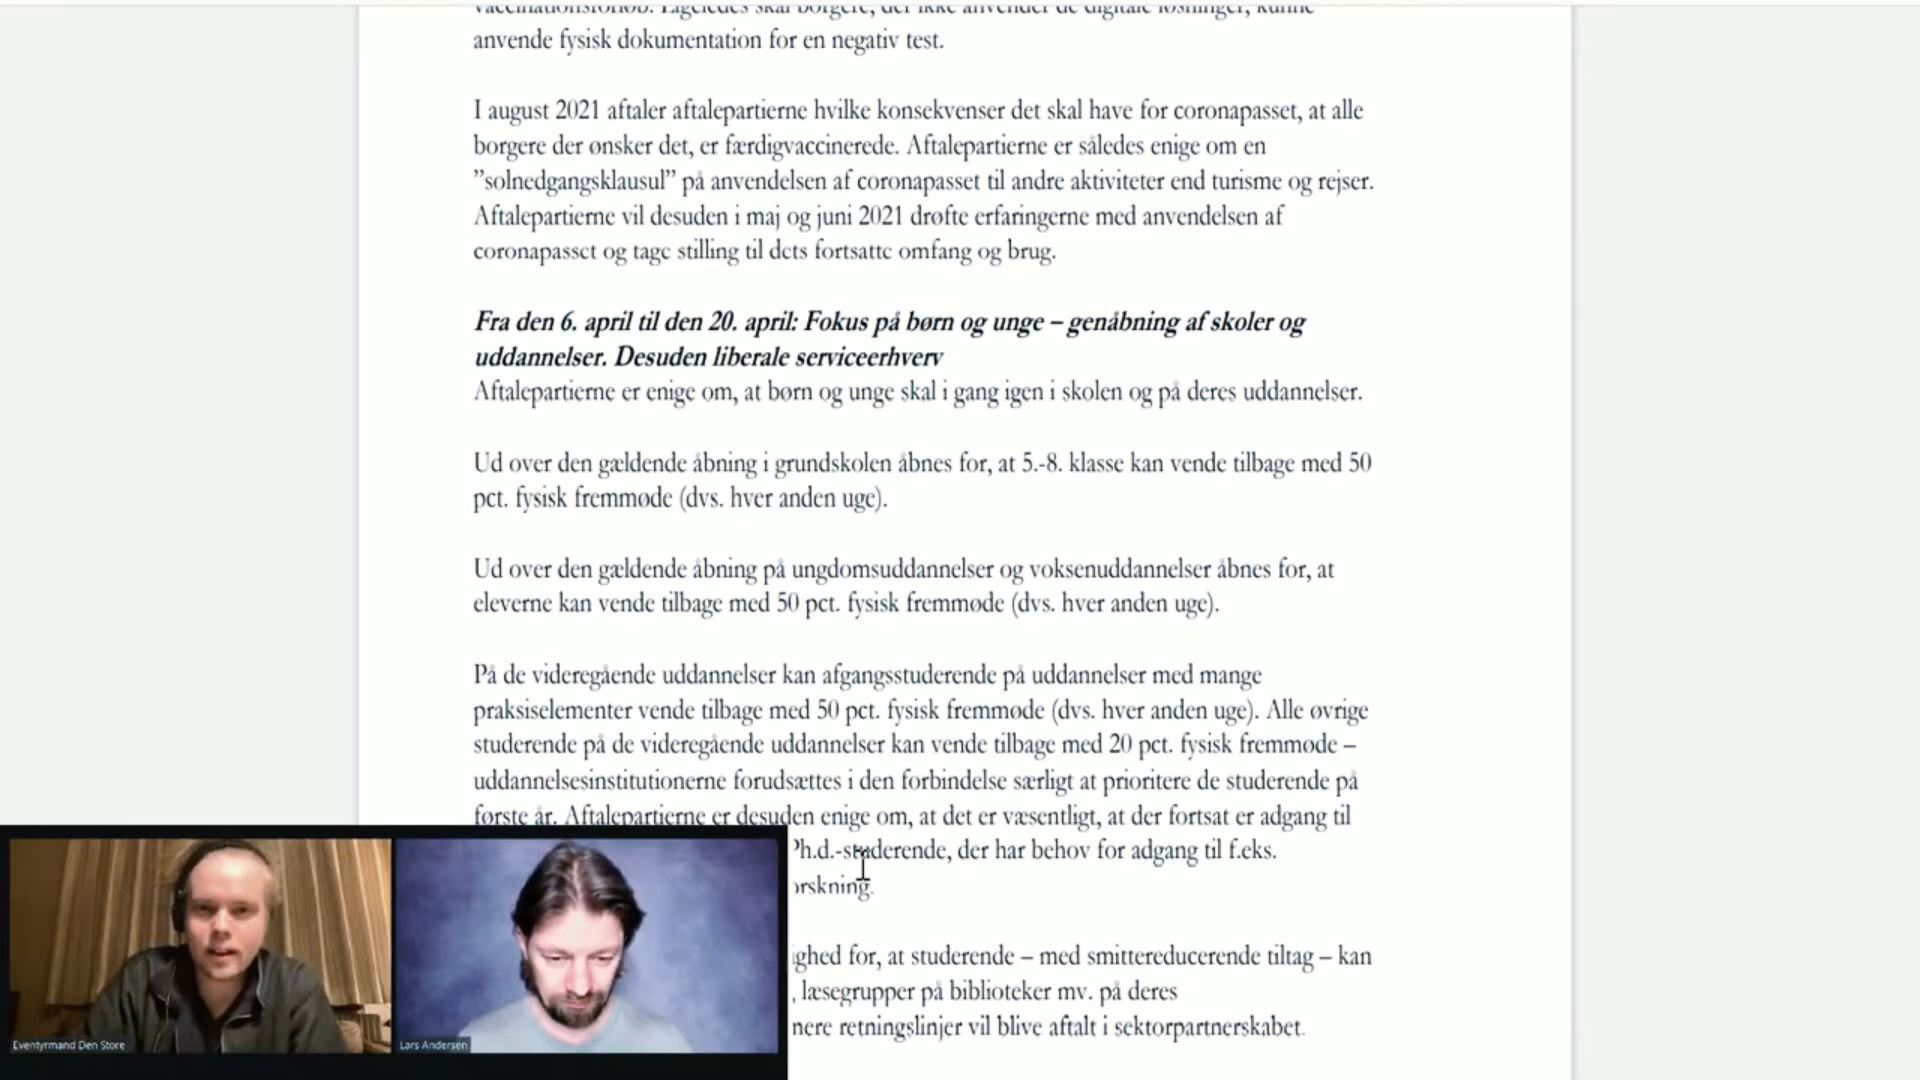 anvende fysisk dokumentation for en negativ test.
I august 2021 aftaler aftalepartierne hvilke konsekvenser det skal have for coronapasset, at alle
borgere der ønsker det, er færdigvaccinerede. Aftalepartierne er således enige om en
”solnedgangsklausul” på anvendelsen af coronapasset til andre aktiviteter end turisme og rejser.
Aftalepartierne vil desuden i maj og juni 2021 drøfte erfaringerne med anvendelsen af
coronapasset og tage stilling til dets fortsatte omfang og brug.
Fra den 6. april til den 20. april: Fokus på børn og unge – genåbning af skoler og
uddannelser. Desuden liberale serviceerhverv
Aftalepartierne er enige om, at børn og unge skal i gang igen i skolen og på deres uddannelser.
Ud over den gældende åbning i grundskolen åbnes for, at 5.-8. klasse kan vende tilbage med 50
pct. fysisk fremmøde (dvs. hver anden uge).
Ud over den gældende åbning på ungdomsuddannelser og voksenuddannelser åbnes for, at
eleverne kan vende tilbage med 50 pct. fysisk fremmøde (dvs. hver anden uge).
På de videregående uddannelser kan afgangsstuderende på uddannelser med mange
praksiselementer vende tilbage med 50 pct. fysisk fremmøde (dvs. hver anden uge). Alle øvrige
studerende på de videregående uddannelser kan vende tilbage med 20 pct. fysisk fremmøde –
uddannelsesinstitutionerne forudsættes i den forbindelse særligt at prioritere de studerende på
første år. Aftalepartierne er desuden enige om, at det er væsentligt, at der fortsat er adgang til
Ph.d.-studerende, der har behov for adgang til f.eks.
orskning.
ighed for, at studerende – med smittereducerende tiltag – kan
, læsegrupper på biblioteker mv. på deres
nere retningslinjer vil blive aftalt i sektorpartnerskabet.
Eventyrmand Den Store
Lars Andersen